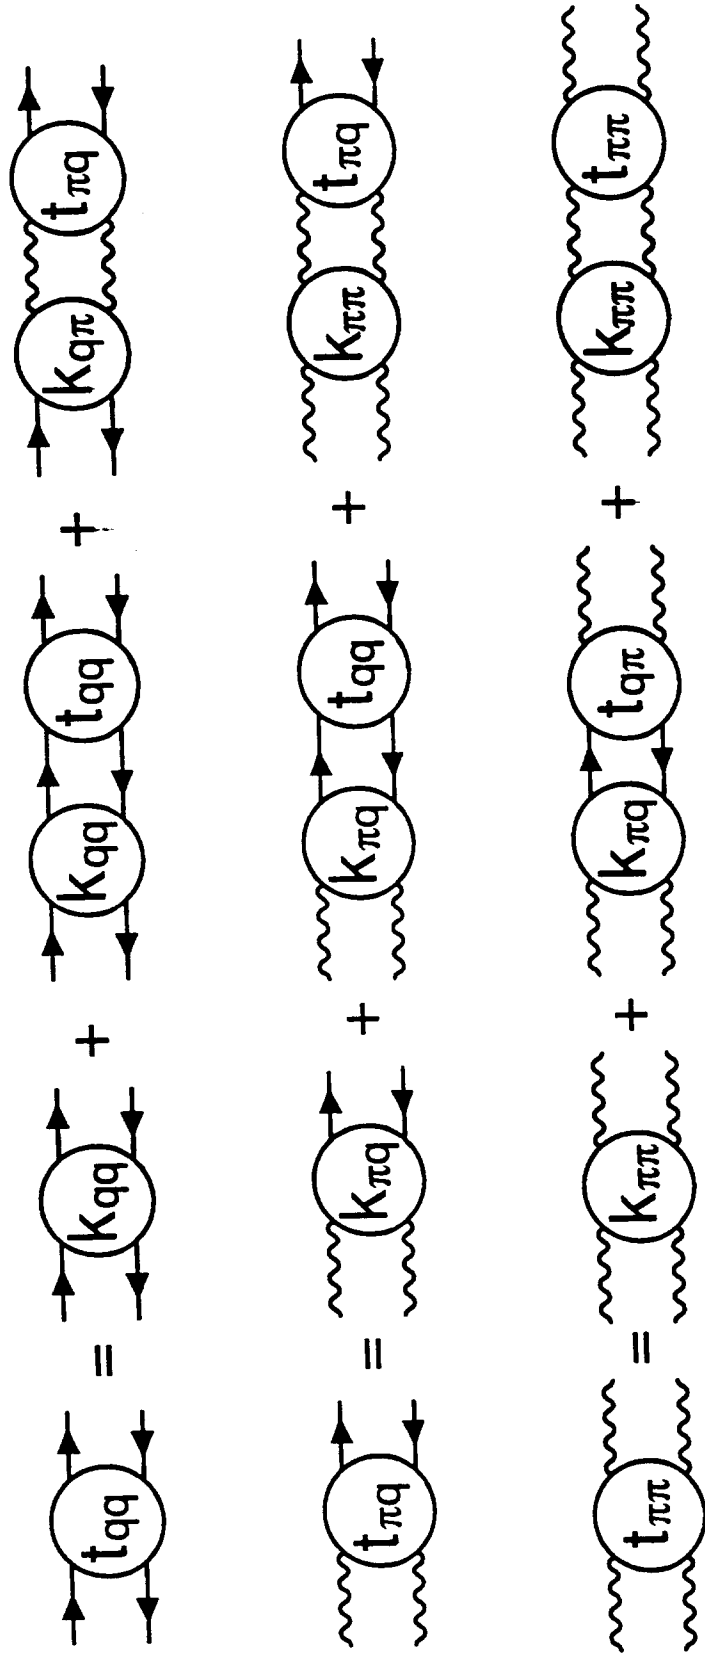 t_qq = k_qq + k_qq t_qq + k_qπ t_πq
t_πq = k_πq + k_πq t_qq + k_ππ t_πq
t_ππ = k_ππ + k_πq t_qπ + k_ππ t_ππ